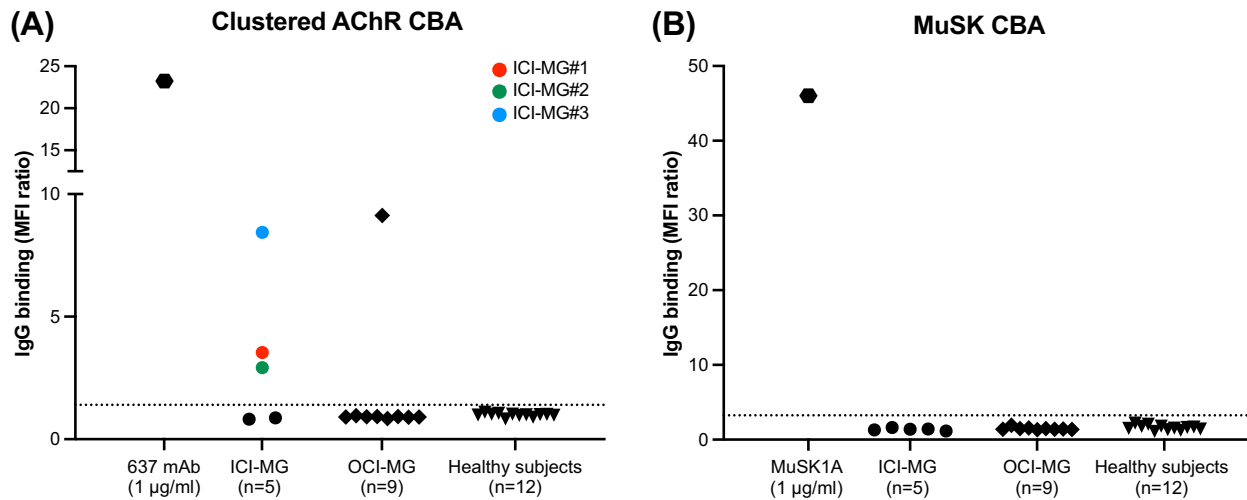 (A)
Clustered AChR CBA
IgG binding (MFI ratio)
25
20
15
10
5
0
ICI-MG#1
ICI-MG#2
ICI-MG#3
637 mAb
(1 µg/ml)
ICI-MG
(n=5)
OCI-MG
(n=9)
Healthy subjects
(n=12)
(B)
MuSK CBA
IgG binding (MFI ratio)
50
40
30
20
10
0
MuSK1A
(1 µg/ml)
ICI-MG
(n=5)
OCI-MG
(n=9)
Healthy subjects
(n=12)